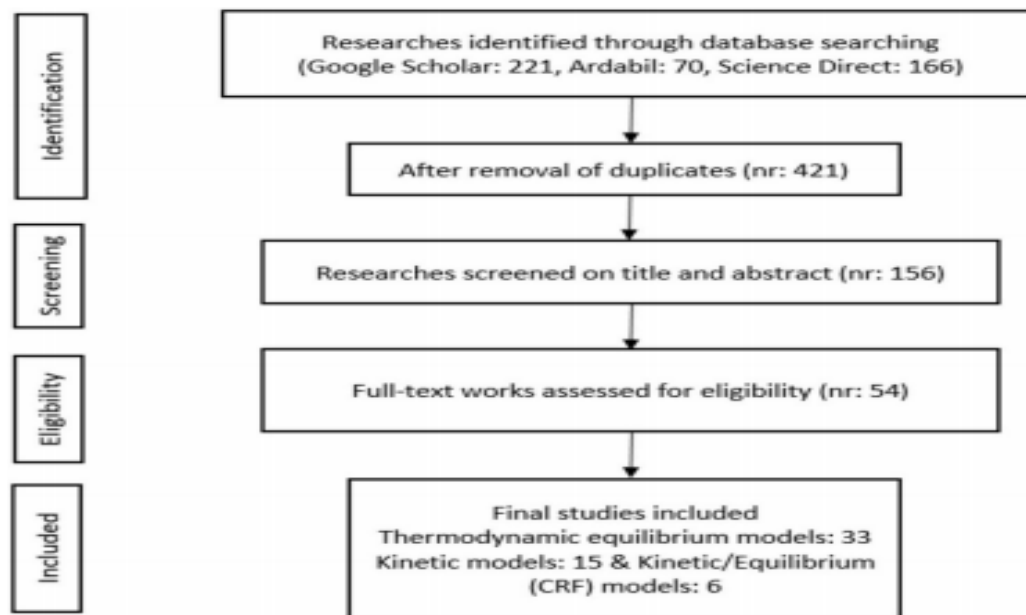 Identification
Researches identified through database searching
(Google Scholar: 221, Ardabil: 70, Science Direct: 166)
After removal of duplicates (nr: 421)
Screening
Researches screened on title and abstract (nr: 156)
Eligibility
Full-text works assessed for eligibility (nr: 54)
Included
Final studies included
Thermodynamic equilibrium models: 33
Kinetic models: 15 & Kinetic/Equilibrium
(CRF) models: 6